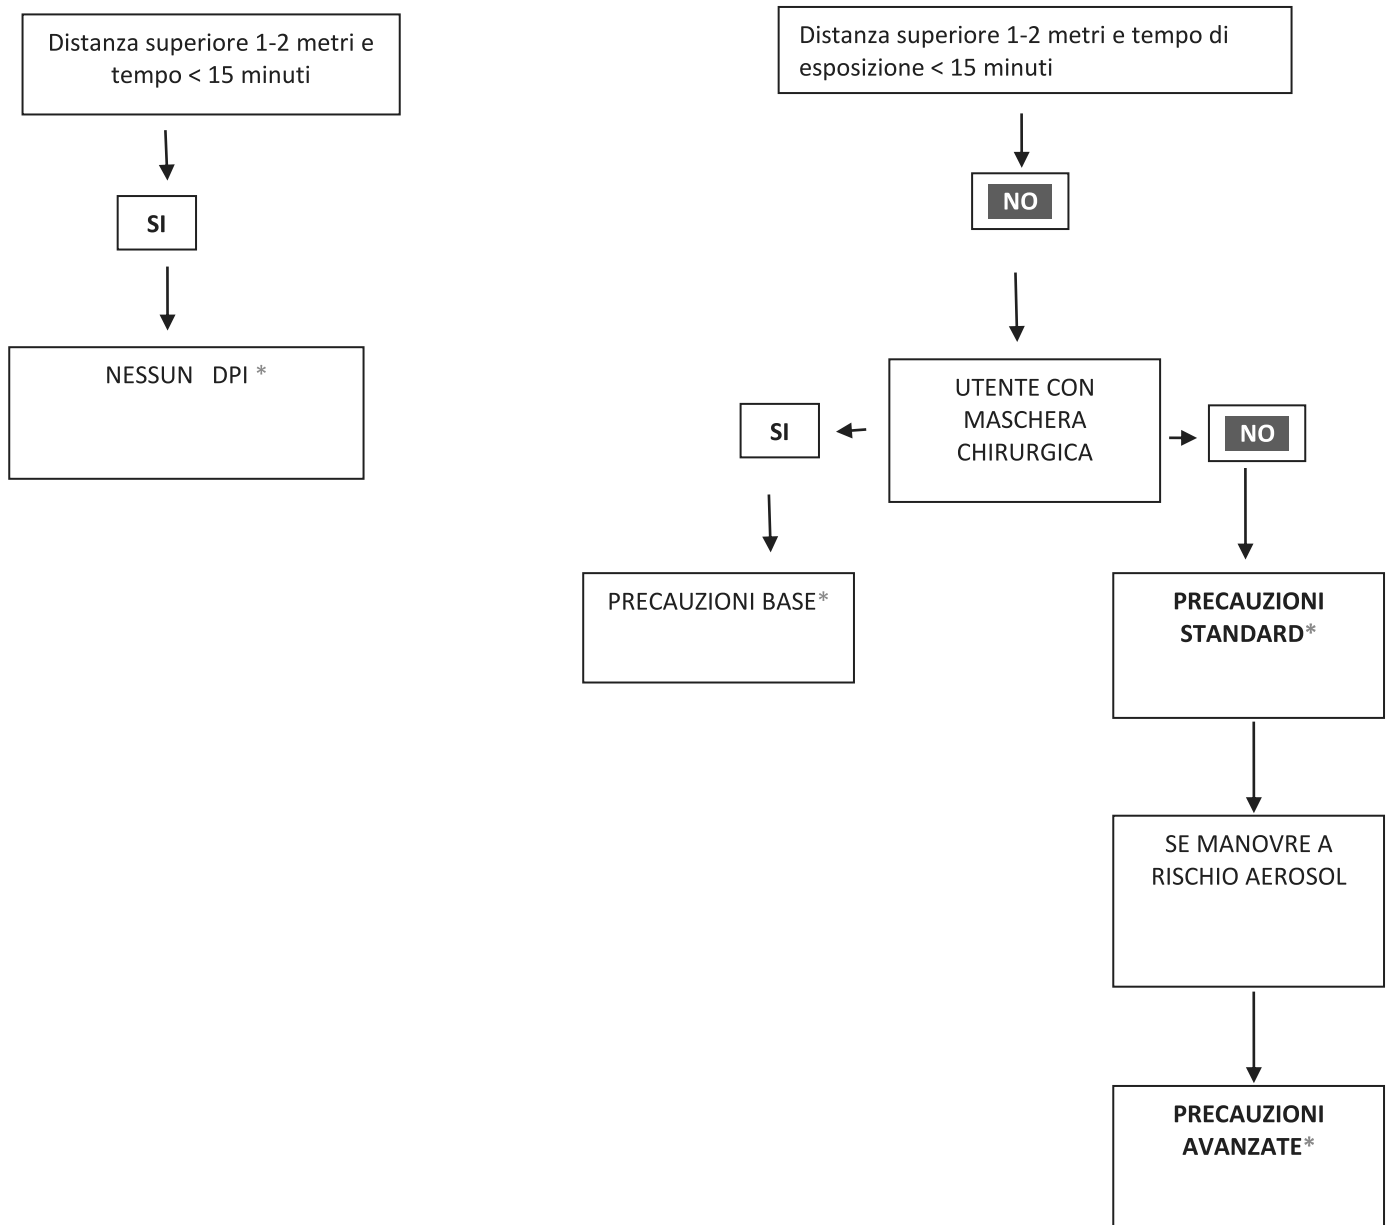 Distanza superiore 1-2 metri e
tempo < 15 minuti
SI
NESSUN DPI *
Distanza superiore 1-2 metri e tempo di
esposizione < 15 minuti
NO
UTENTE CON
MASCHERA
CHIRURGICA
SI
NO
PRECAUZIONI BASE*
PRECAUZIONI
STANDARD*
SE MANOVRE A
RISCHIO AEROSOL
PRECAUZIONI
AVANZATE*